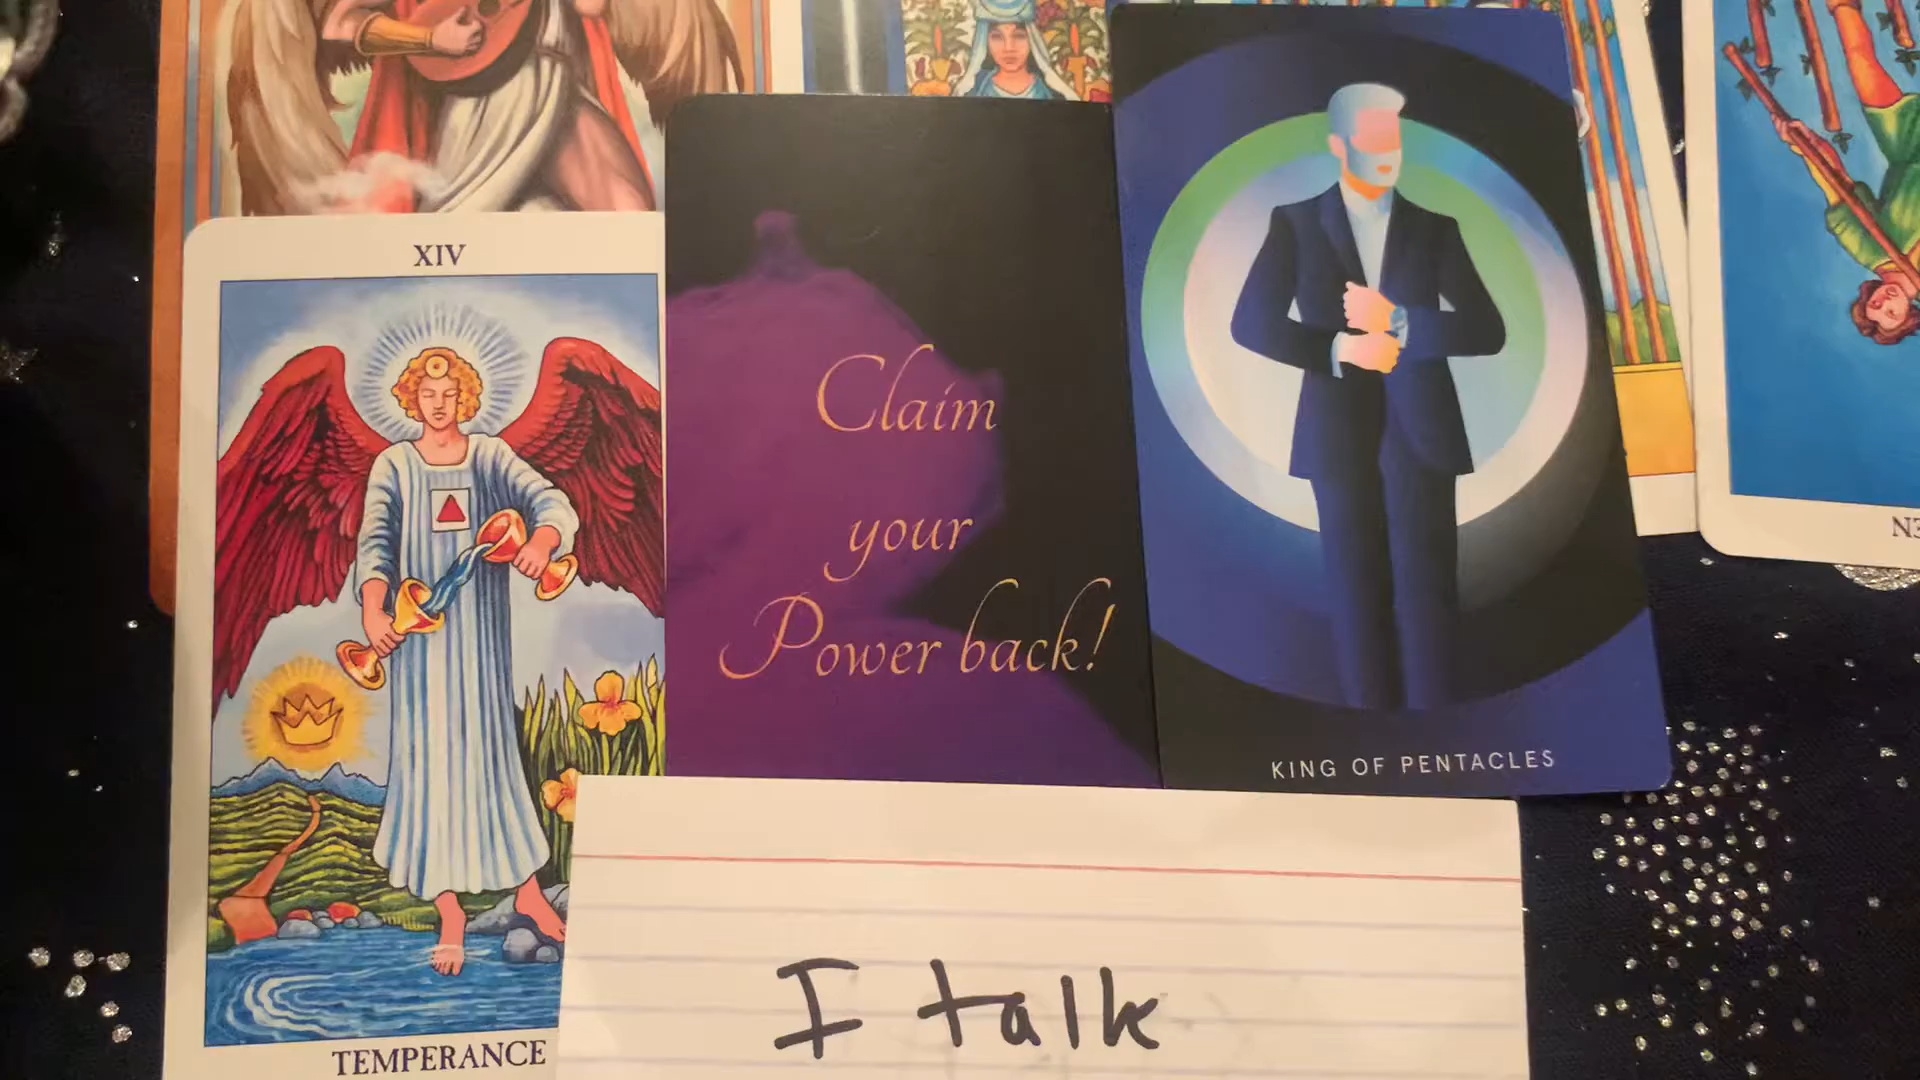 XIV
TEMPERANCE
Claim
your
Power back!
KING OF PENTACLES
I talk